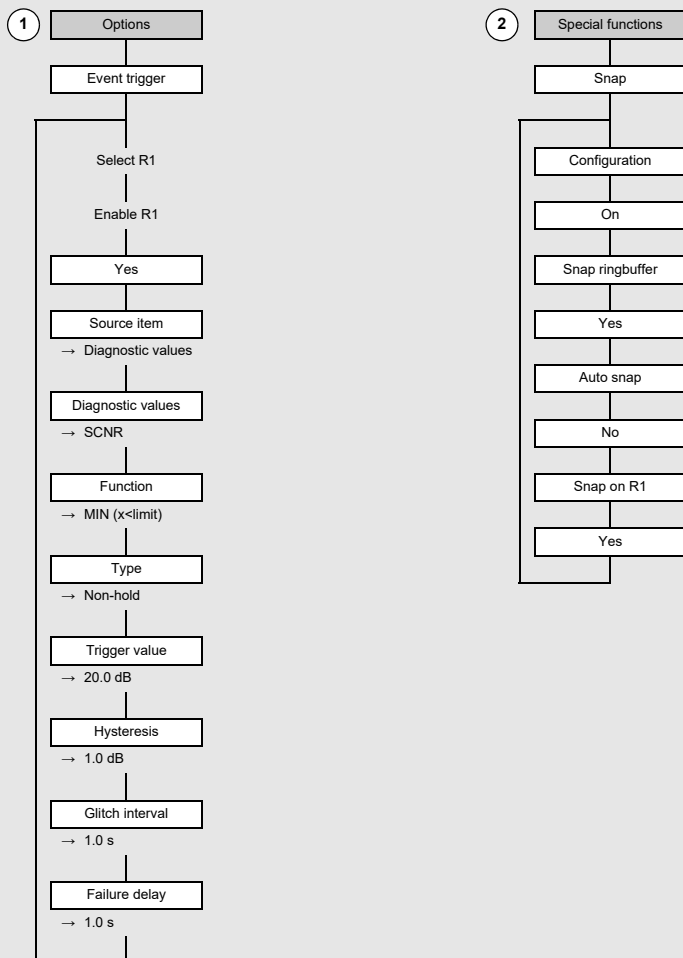 1
Options
Event trigger
Select R1
Enable R1
Yes
Source item
→ Diagnostic values
Diagnostic values
→ SCNR
Function
→ MIN (x<limit)
Type
→ Non-hold
Trigger value
→ 20.0 dB
Hysteresis
→ 1.0 dB
Glitch interval
→ 1.0 s
Failure delay
→ 1.0 s
2
Special functions
Snap
Configuration
On
Snap ringbuffer
Yes
Auto snap
No
Snap on R1
Yes